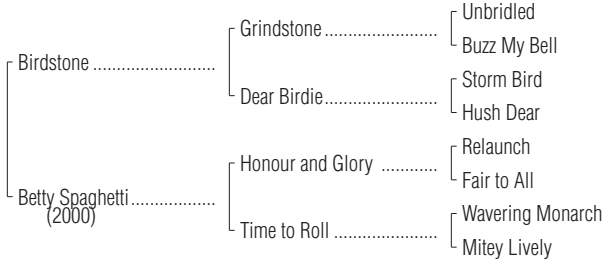 Unbridled
Grindstone ..........................
Buzz My Bell
Birdstone ..........................
Storm Bird
Dear Birdie..........................
Hush Dear
Relaunch
Honour and Glory ............
Fair to All
Betty Spaghetti..................
(2000)
Wavering Monarch
Time to Roll ........................
Mitey Lively